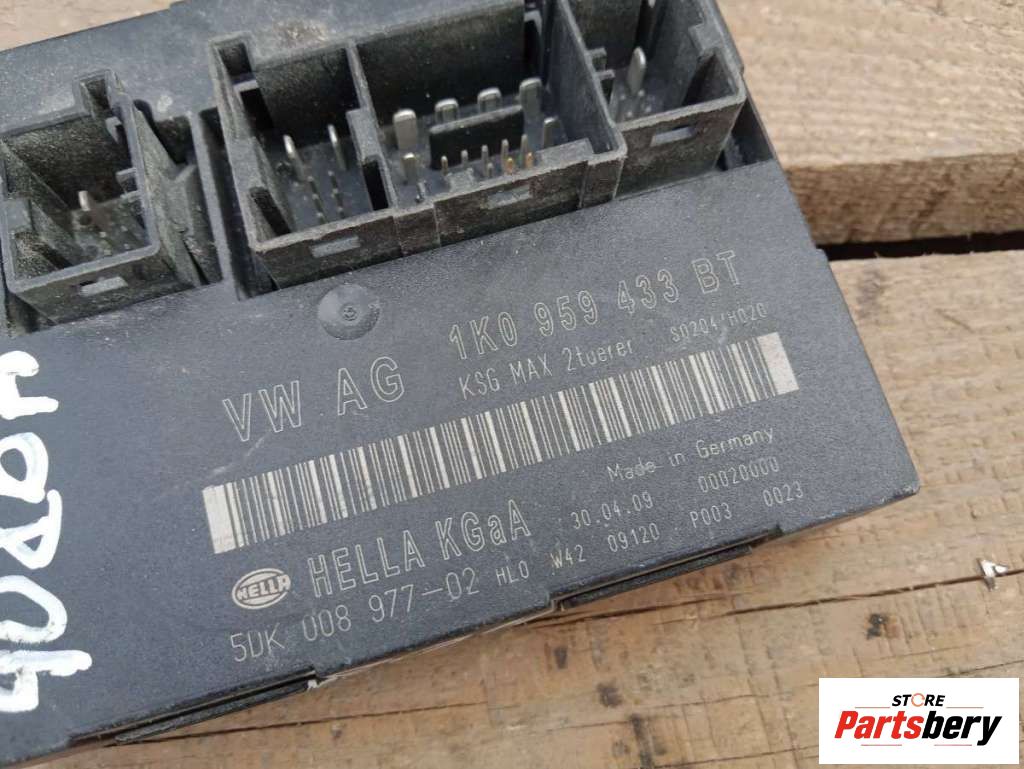 VW AG 1K0 959 433 BT
KSG MAX 2tuerer S0204/H020
Made in Germany
HELLA KGaA 30.04.09 00020000
HELLA
5DK 008 977-02 HLO W42 09120 P003 0023
STORE
Partsbery